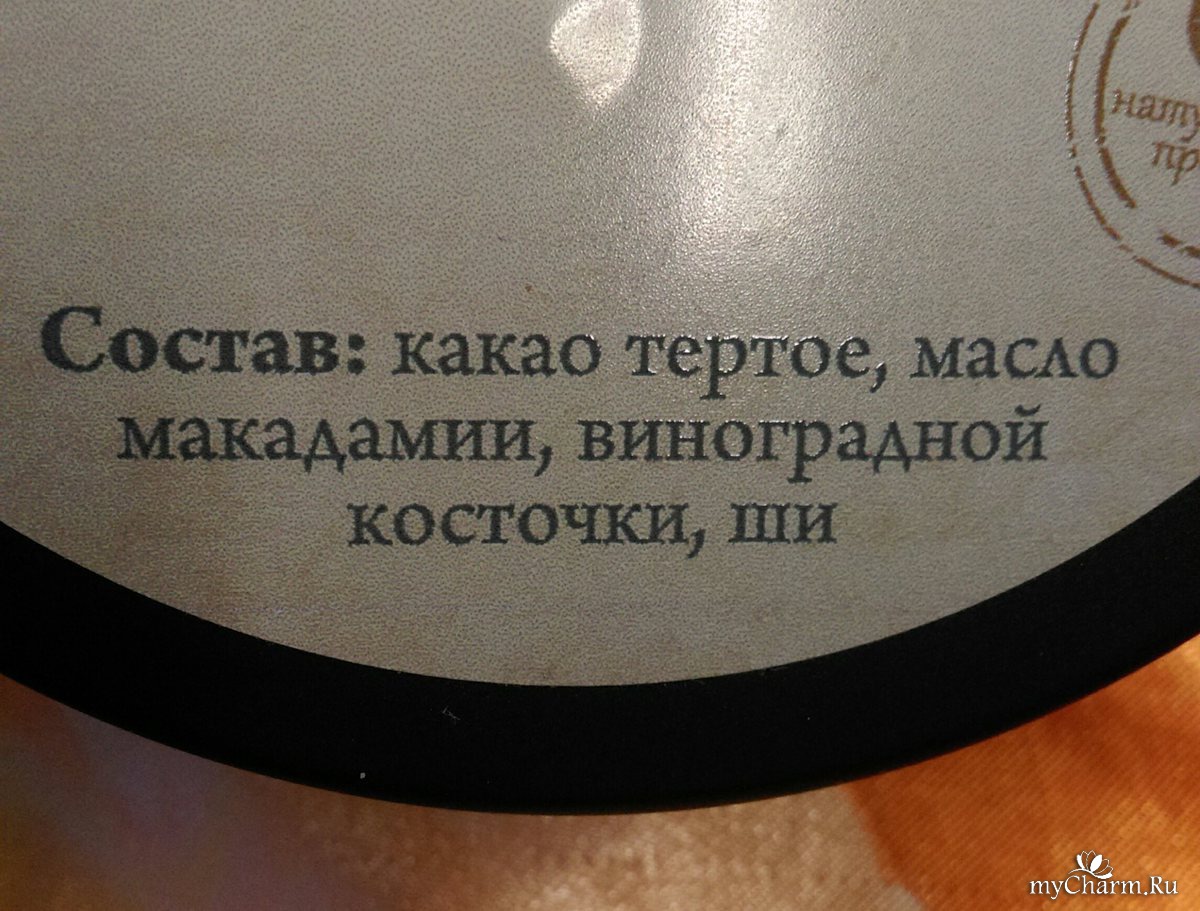 Состав: какао тертое, масло
макадамии, виноградной
косточки, ши
myCharm.Ru